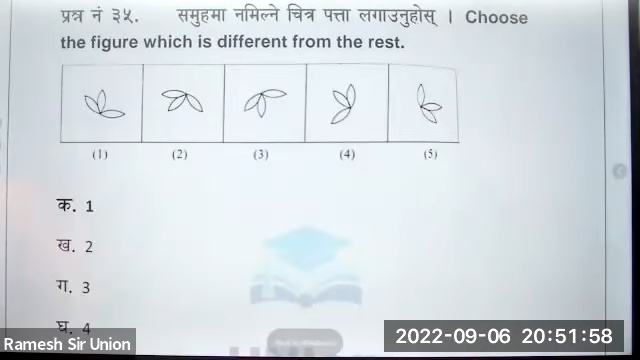 प्रश्न नं ३५. समुहमा नमिल्ने चित्र पत्ता लगाउनुहोस् । Choose
the figure which is different from the rest.
(1) (2) (3) (4) (5)
क. 1
ख. 2
ग. 3
घ. 4
Ramesh Sir Union
2022-09-06 20:51:58